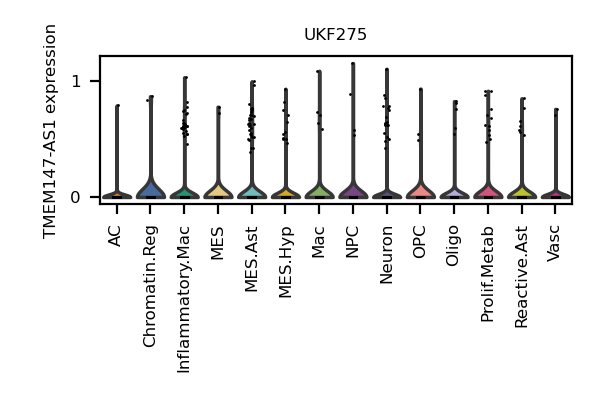 UKF275
TMEM147-AS1 expression
1
0
AC
Chromatin.Reg
Inflammatory.Mac
MES
MES.Ast
MES.Hyp
Mac
NPC
Neuron
OPC
Oligo
Prolif.Metab
Reactive.Ast
Vasc